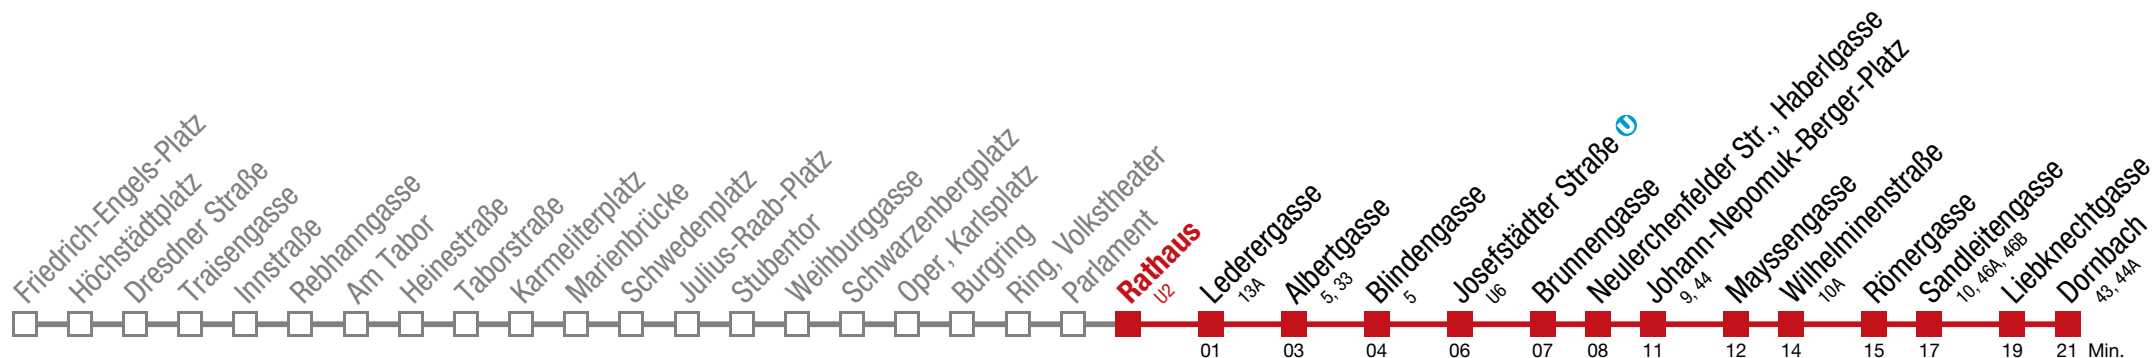 Friedrich-Engels-Platz
Höchstädtplatz
Dresdner Straße
Traisengasse
Innstraße
Rebhanngasse
Am Tabor
Heinestraße
Taborstraße
Karmeliterplatz
Marienbrücke
Schwedenplatz
Julius-Raab-Platz
Stubentor
Weihburggasse
Schwarzenbergplatz
Oper, Karlsplatz
Burgring
Ring, Volkstheater
Parlament
Rathaus
U2
Lederergasse
13A
Albertgasse
5, 33
Blindengasse
5
Josefstädter Straße U
U6
Brunnengasse
Neulerchenfelder Str., Haberlgasse
Johann-Nepomuk-Berger-Platz
9, 44
Mayssengasse
Wilhelminenstraße
10A
Römergasse
Sandleitengasse
10, 46A, 46B
Liebknechtgasse
Dornbach
43, 44A
01 03 04 06 07 08 11 12 14 15 17 19 21 Min.